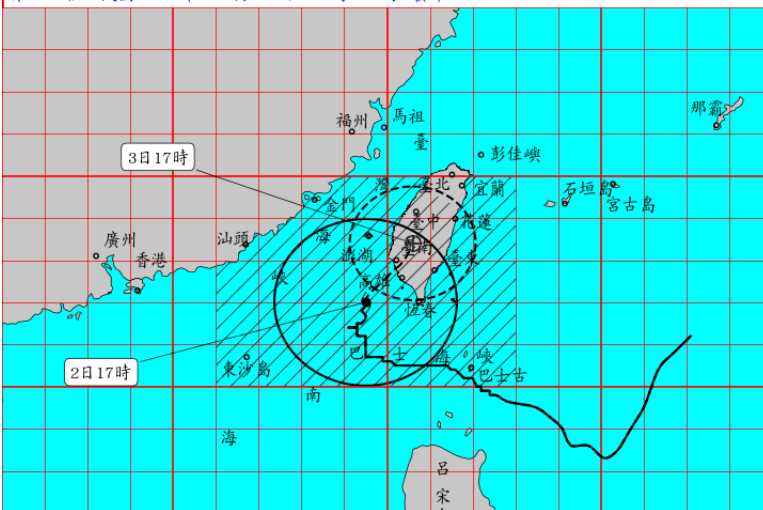 那霸
馬祖
福州
臺
彭佳嶼
3日17時
臺北
宜蘭
灣
石垣島
宮古島
金門
臺中
花蓮
廣州
汕頭
海
臺南
香港
澎湖
臺東
峽
高雄
恆春
巴 士 海 峽
2日17時
東沙島
巴士古
南
海
呂
宋